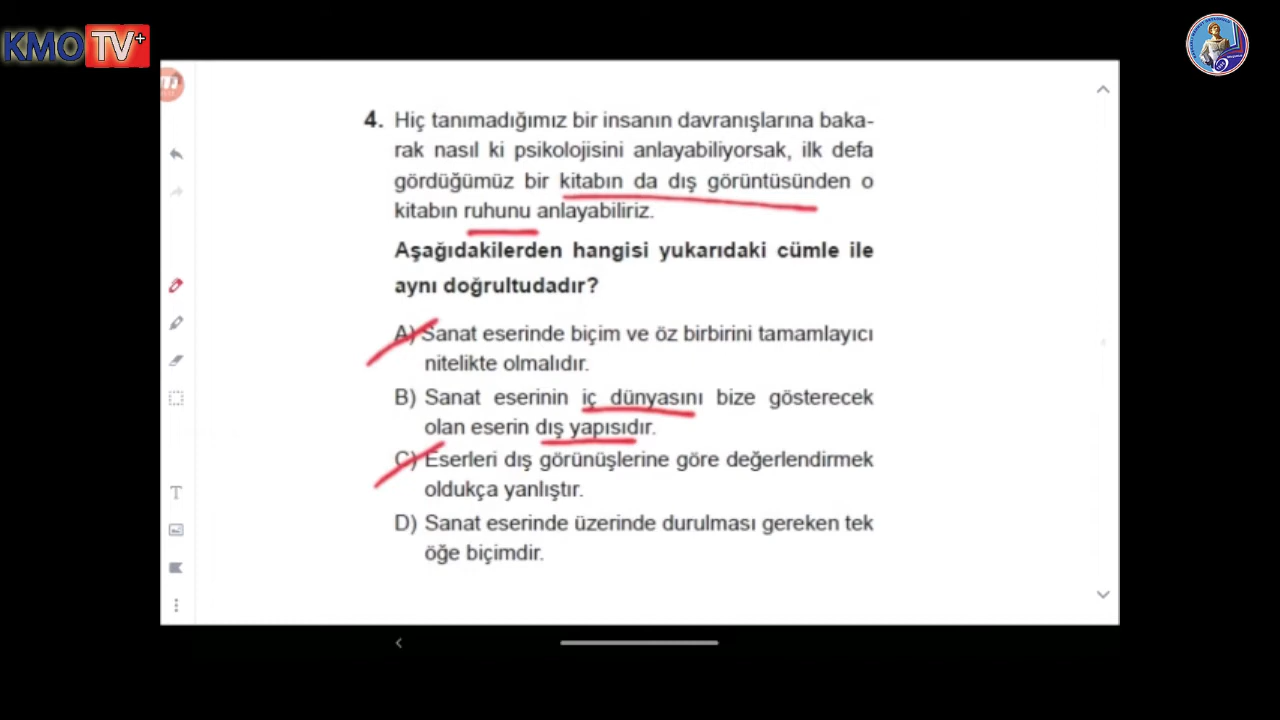 KMO TV+
4. Hiç tanımadığımız bir insanın davranışlarına baka-
rak nasıl ki psikolojisini anlayabiliyorsak, ilk defa
gördüğümüz bir kitabın da dış görüntüsünden o
kitabın ruhunu anlayabiliriz.
Aşağıdakilerden hangisi yukarıdaki cümle ile
aynı doğrultudadır?
A) Sanat eserinde biçim ve öz birbirini tamamlayıcı
nitelikte olmalıdır.
B) Sanat eserinin iç dünyasını bize gösterecek
olan eserin dış yapısıdır.
C) Eserleri dış görünüşlerine göre değerlendirmek
oldukça yanlıştır.
D) Sanat eserinde üzerinde durulması gereken tek
öğe biçimdir.
T